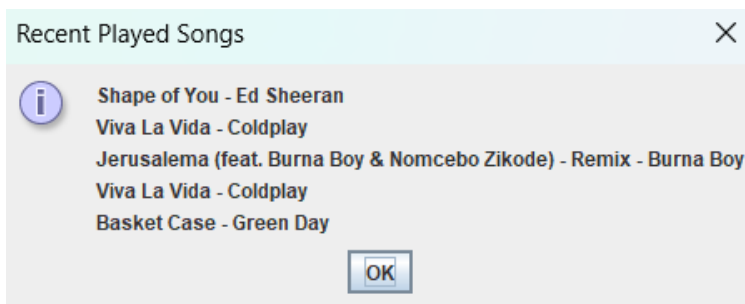 Recent Played Songs
Shape of You - Ed Sheeran
Viva La Vida - Coldplay
Jerusalema (feat. Burna Boy & Nomcebo Zikode) - Remix - Burna Boy
Viva La Vida - Coldplay
Basket Case - Green Day
OK